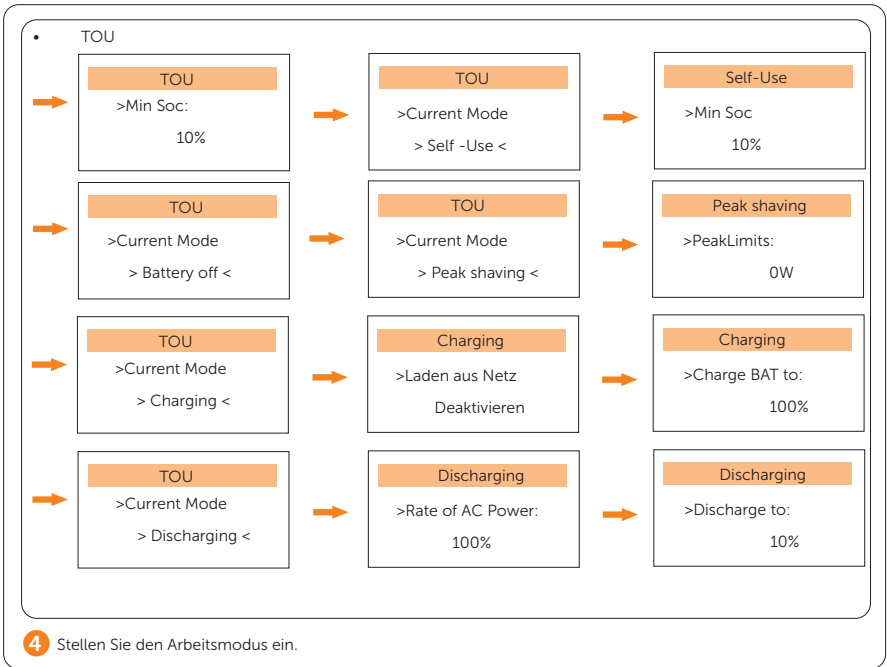 • TOU
TOU
>Min Soc:
10%
TOU
>Current Mode
> Self -Use <
Self-Use
>Min Soc
10%
TOU
>Current Mode
> Battery off <
TOU
>Current Mode
> Peak shaving <
Peak shaving
>PeakLimits:
0W
TOU
>Current Mode
> Charging <
Charging
>Laden aus Netz
Deaktivieren
Charging
>Charge BAT to:
100%
TOU
>Current Mode
> Discharging <
Discharging
>Rate of AC Power:
100%
Discharging
>Discharge to:
10%
4 Stellen Sie den Arbeitsmodus ein.